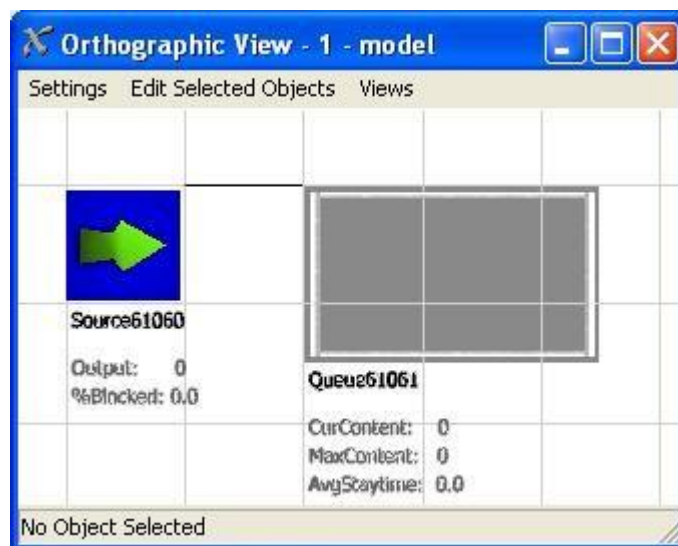 Orthographic View - 1 - model
Settings Edit Selected Objects Views
Source61060
Output: 0
%Blocked: 0.0
Queue61061
CurContent: 0
MaxContent: 0
AvgStaytime: 0.0
No Object Selected